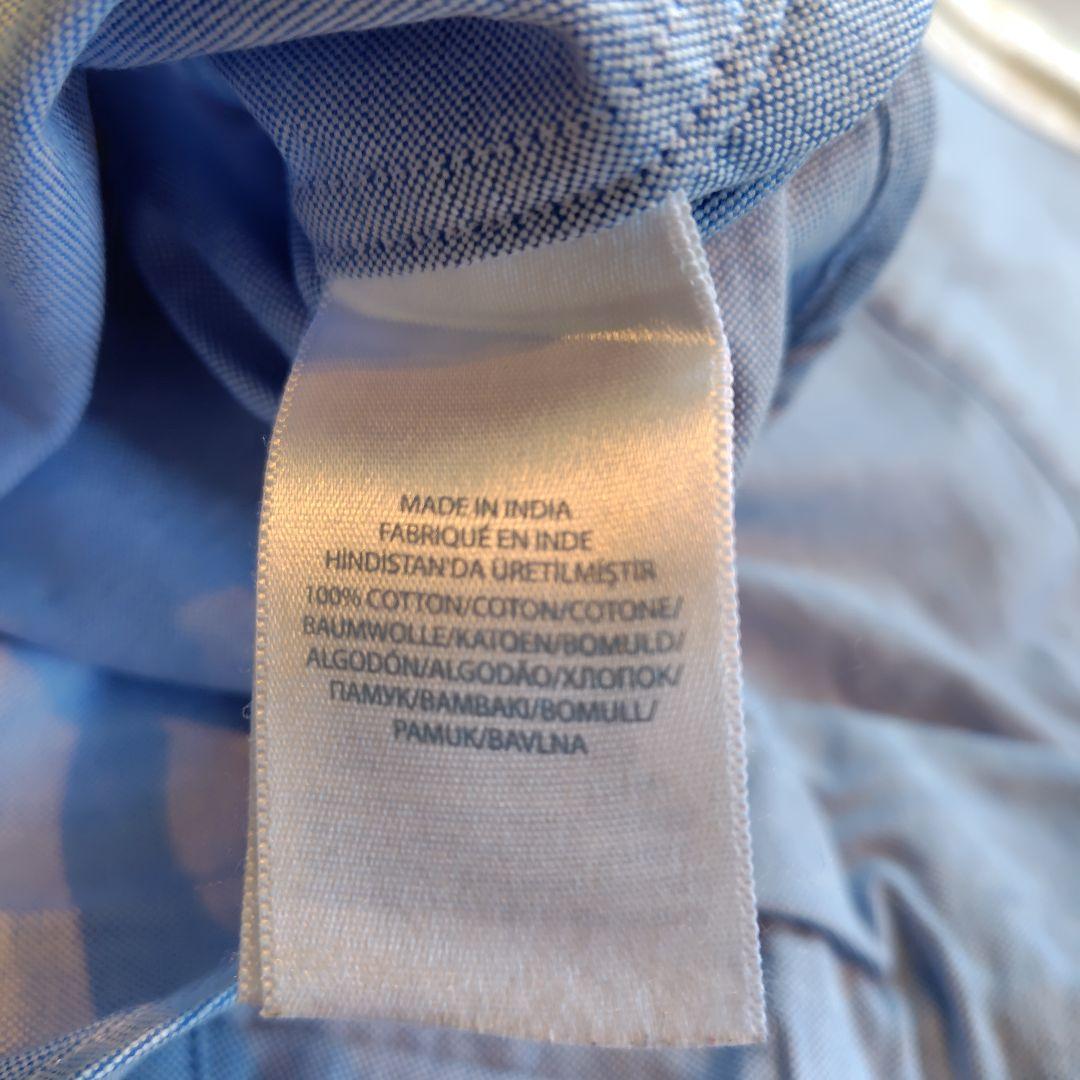 MADE IN INDIA
FABRIQUÉ EN INDE
HİNDİSTAN'DA ÜRETİLMİŞTİR
100% COTTON/COTON/COTONE/
BAUMWOLLE/KATOEN/BOMULD/
ALGODÓN/ALGODÃO/ХЛОПОК/
ПАМУК/BAMBAKI/BOMULL/
PAMUK/BAVLNA